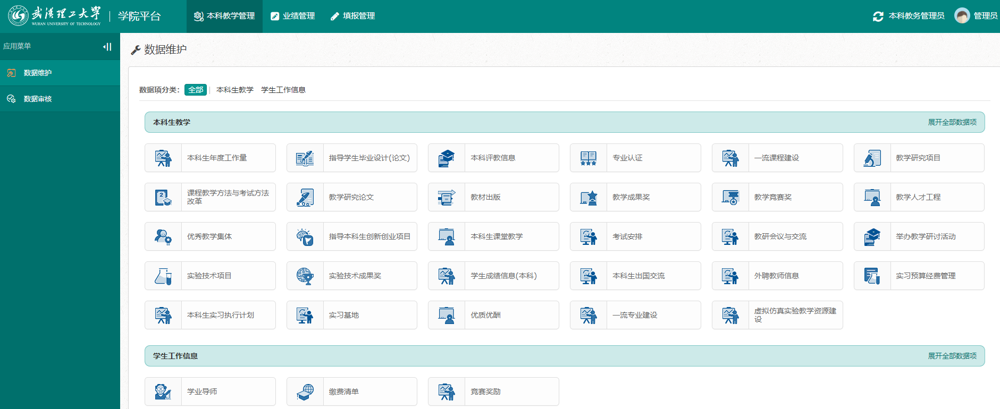 武汉理工大学
WUHAN UNIVERSITY OF TECHNOLOGY
学院平台
本科教学管理
业绩管理
填报管理
本科教务管理员
管理员
应用菜单
数据维护
数据审核
数据维护
数据项分类：
全部
本科生教学
学生工作信息
本科生教学
展开全部数据项
本科生年度工作量
指导学生毕业设计(论文)
本科评教信息
专业认证
一流课程建设
教学研究项目
课程教学方法与考试方法
改革
教学研究论文
教材出版
教学成果奖
教学竞赛奖
教学人才工程
优秀教学集体
指导本科生创新创业项目
本科生课堂教学
考试安排
教研会议与交流
举办教学研讨活动
实验技术项目
实验技术成果奖
学生成绩信息(本科)
本科生出国交流
外聘教师信息
实习预算经费管理
本科生实习执行计划
实习基地
优质优酬
一流专业建设
虚拟仿真实验教学资源建
设
学生工作信息
展开全部数据项
学业导师
缴费清单
竞赛奖励